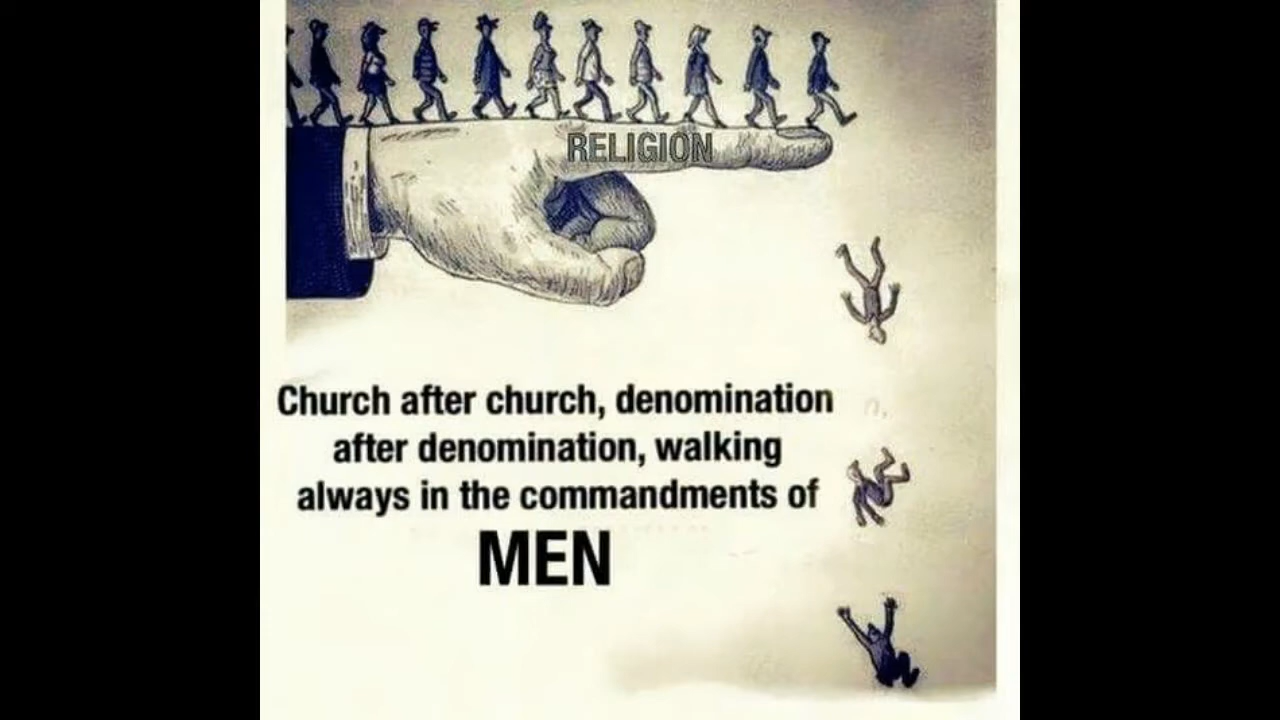 RELIGION
Church after church, denomination
after denomination, walking
always in the commandments of
MEN